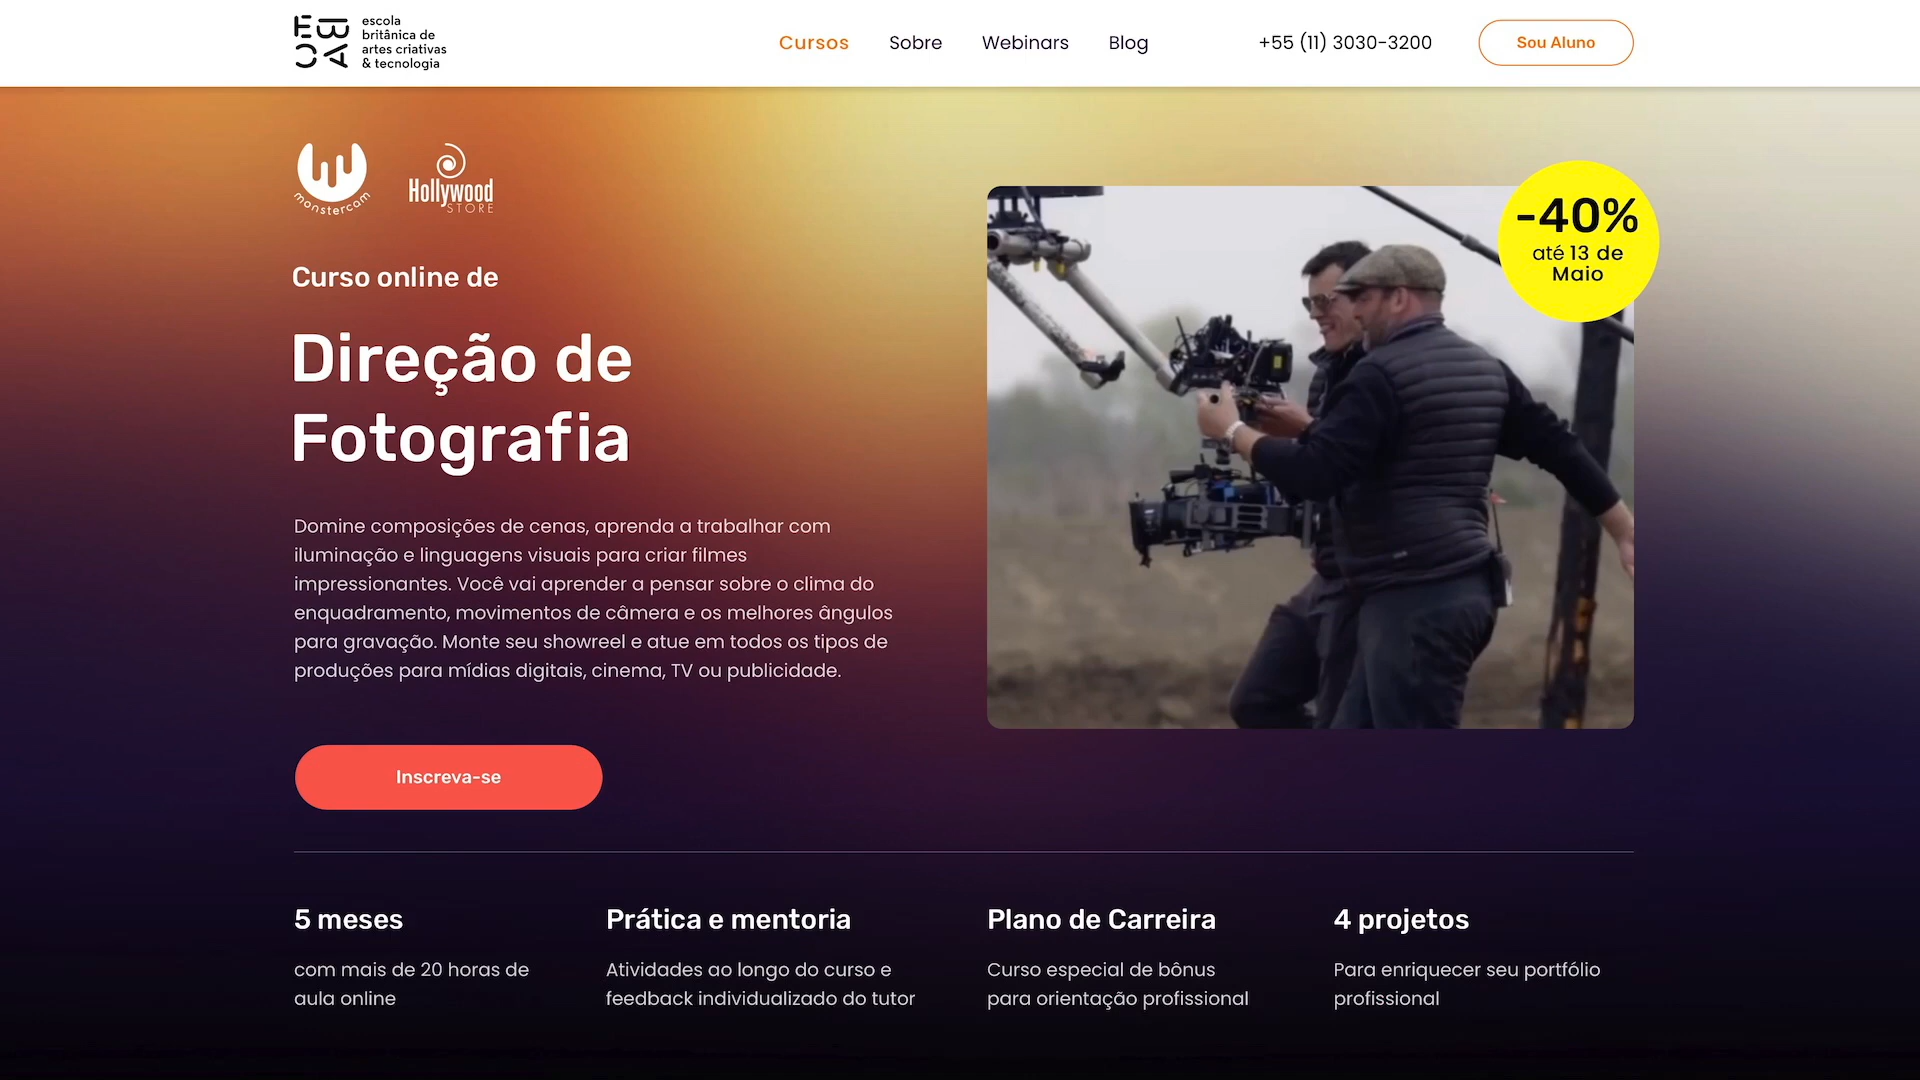 escola
britânica de
artes criativas
& tecnologia
Cursos
Sobre
Webinars
Blog
+55 (11) 3030-3200
Sou Aluno
monstercam
Hollywood
STORE
Curso online de
Direção de
Fotografia
Domine composições de cenas, aprenda a trabalhar com
iluminação e linguagens visuais para criar filmes
impressionantes. Você vai aprender a pensar sobre o clima do
enquadramento, movimentos de câmera e os melhores ângulos
para gravação. Monte seu showreel e atue em todos os tipos de
produções para mídias digitais, cinema, TV ou publicidade.
Inscreva-se
-40%
até 13 de
Maio
5 meses
com mais de 20 horas de
aula online
Prática e mentoria
Atividades ao longo do curso e
feedback individualizado do tutor
Plano de Carreira
Curso especial de bônus
para orientação profissional
4 projetos
Para enriquecer seu portfólio
profissional